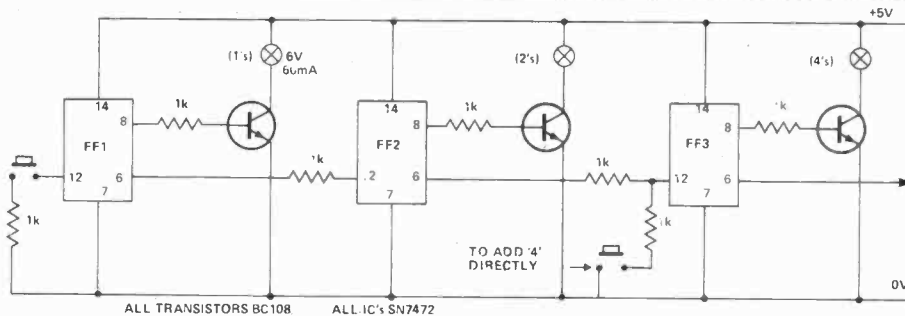 +5V
(1's) 6V
60mA
(2's)
(4's)
14
8
1k
FF1
12
6
7
1k
1k
14
8
1k
FF2
.2
6
7
1k
14
8
1k
FF3
12
6
7
1k
TO ADD '4'
DIRECTLY
0V
ALL TRANSISTORS BC108. ALL IC's SN7472